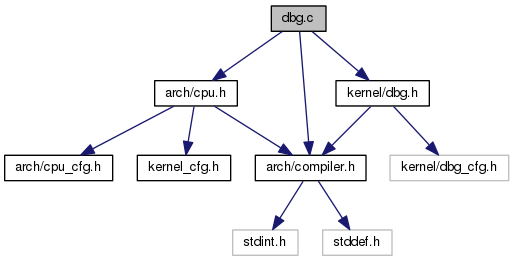 dbg.c
arch/cpu.h
kernel/dbg.h
arch/cpu_cfg.h
kernel_cfg.h
arch/compiler.h
kernel/dbg_cfg.h
stdint.h
stddef.h